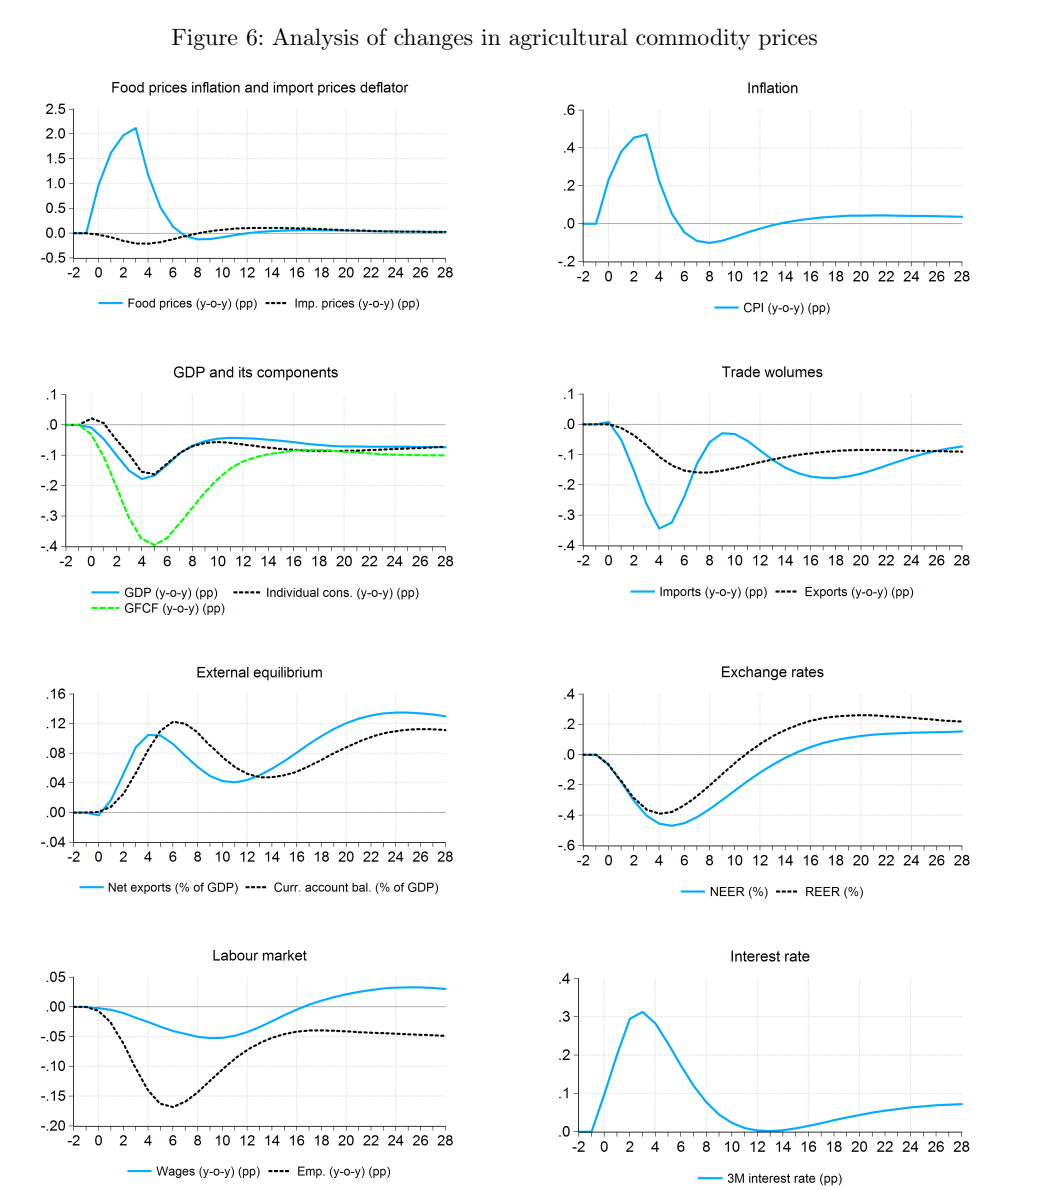 Figure 6: Analysis of changes in agricultural commodity prices
Food prices inflation and import prices deflator
2.5
2.0
1.5
1.0
0.5
0.0
-0.5
-2 0 2 4 6 8 10 12 14 16 18 20 22 24 26 28
Food prices (y-o-y) (pp) Imp. prices (y-o-y) (pp)
Inflation
.6
.4
.2
.0
-.2
-2 0 2 4 6 8 10 12 14 16 18 20 22 24 26 28
CPI (y-o-y) (pp)
GDP and its components
.1
.0
-.1
-.2
-.3
-.4
-2 0 2 4 6 8 10 12 14 16 18 20 22 24 26 28
GDP (y-o-y) (pp) Individual cons. (y-o-y) (pp)
GFCF (y-o-y) (pp)
Trade wolumes
.1
.0
-.1
-.2
-.3
-.4
-2 0 2 4 6 8 10 12 14 16 18 20 22 24 26 28
Imports (y-o-y) (pp) Exports (y-o-y) (pp)
External equilibrium
.16
.12
.08
.04
.00
-.04
-2 0 2 4 6 8 10 12 14 16 18 20 22 24 26 28
Net exports (% of GDP) Curr. account bal. (% of GDP)
Exchange rates
.4
.2
.0
-.2
-.4
-.6
-2 0 2 4 6 8 10 12 14 16 18 20 22 24 26 28
NEER (%) REER (%)
Labour market
.05
.00
-.05
-.10
-.15
-.20
-2 0 2 4 6 8 10 12 14 16 18 20 22 24 26 28
Wages (y-o-y) (pp) Emp. (y-o-y) (pp)
Interest rate
.4
.3
.2
.1
.0
-2 0 2 4 6 8 10 12 14 16 18 20 22 24 26 28
3M interest rate (pp)